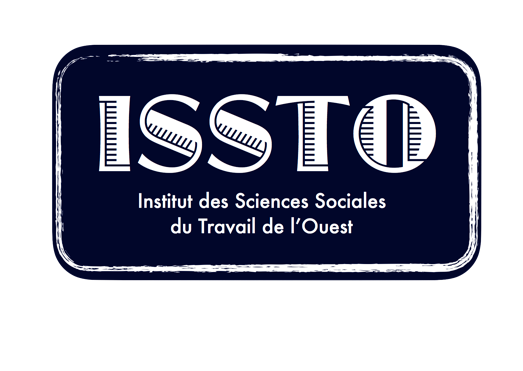 ISSTO
Institut des Sciences Sociales
du Travail de l'Ouest